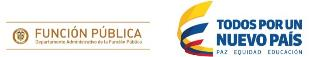 FUNCIÓN PÚBLICA
Departamento Administrativo de la Función Pública
TODOS POR UN
NUEVO PAÍS
PAZ EQUIDAD EDUCACIÓN